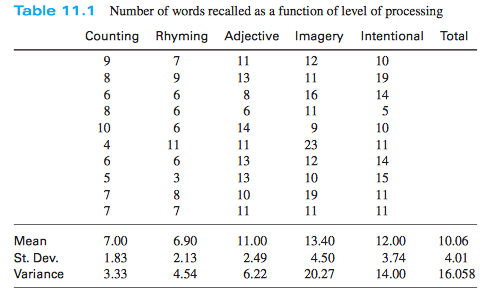 Table 11.1 Number of words recalled as a function of level of processing
Counting Rhyming Adjective Imagery Intentional Total
9 7 11 12 10
8 9 13 11 19
6 6 8 16 14
8 6 6 11 5
10 6 14 9 10
4 11 11 23 11
6 6 13 12 14
5 3 13 10 15
7 8 10 19 11
7 7 11 11 11
Mean 7.00 6.90 11.00 13.40 12.00 10.06
St. Dev. 1.83 2.13 2.49 4.50 3.74 4.01
Variance 3.33 4.54 6.22 20.27 14.00 16.058